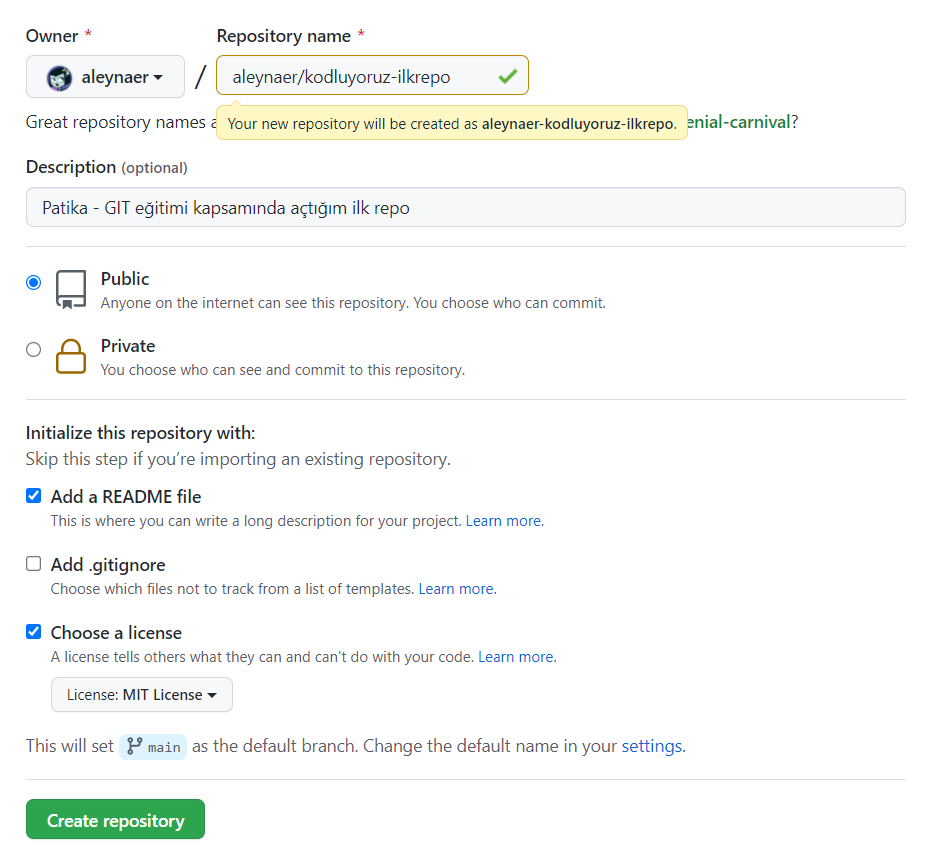 Owner * Repository name *
aleynaer / aleynaer/kodluyoruz-ilkrepo
Great repository names a
Your new repository will be created as aleynaer-kodluyoruz-ilkrepo.
enial-carnival?
Description (optional)
Patika - GIT eğitimi kapsamında açtığım ilk repo
Public
Anyone on the internet can see this repository. You choose who can commit.
Private
You choose who can see and commit to this repository.
Initialize this repository with:
Skip this step if you’re importing an existing repository.
Add a README file
This is where you can write a long description for your project. Learn more.
Add .gitignore
Choose which files not to track from a list of templates. Learn more.
Choose a license
A license tells others what they can and can't do with your code. Learn more.
License: MIT License
This will set main as the default branch. Change the default name in your settings.
Create repository